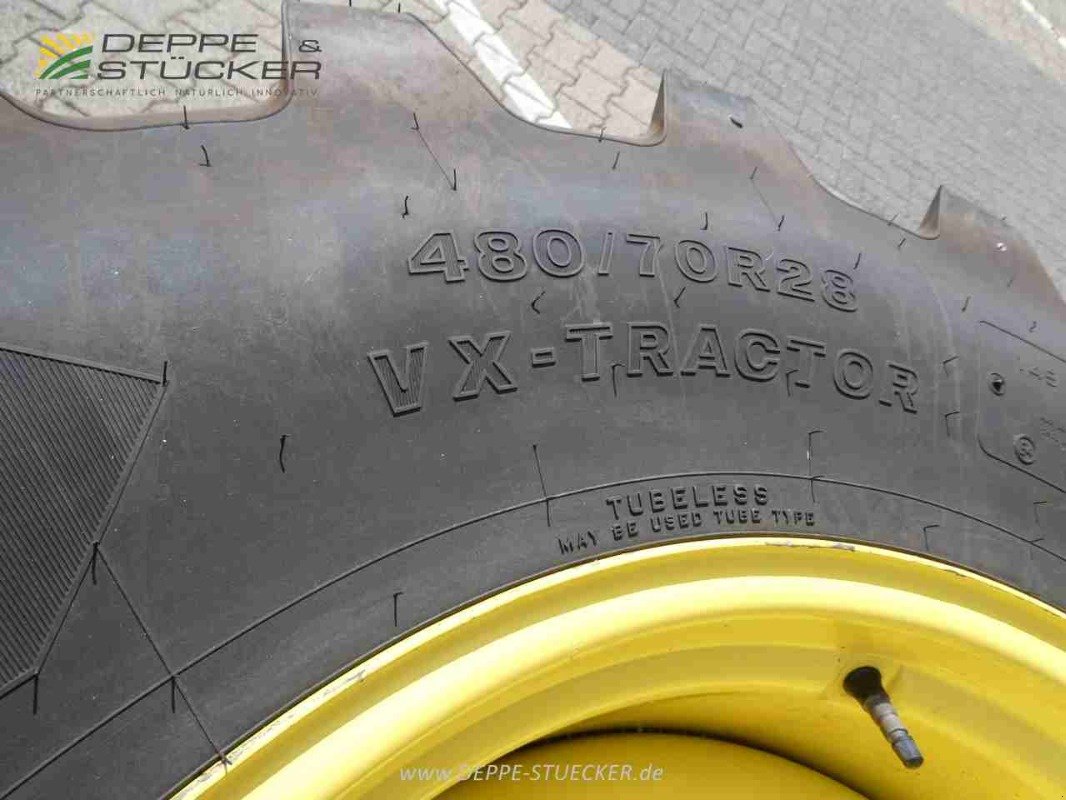 DEPPE &
STÜCKER
PARTNERSCHAFTLICH NATÜRLICH INNOVATIV
480/70R28
VX-TRACTOR
TUBELESS
MAY BE USED TUBE TYPE
www.DEPPE-STUECKER.de